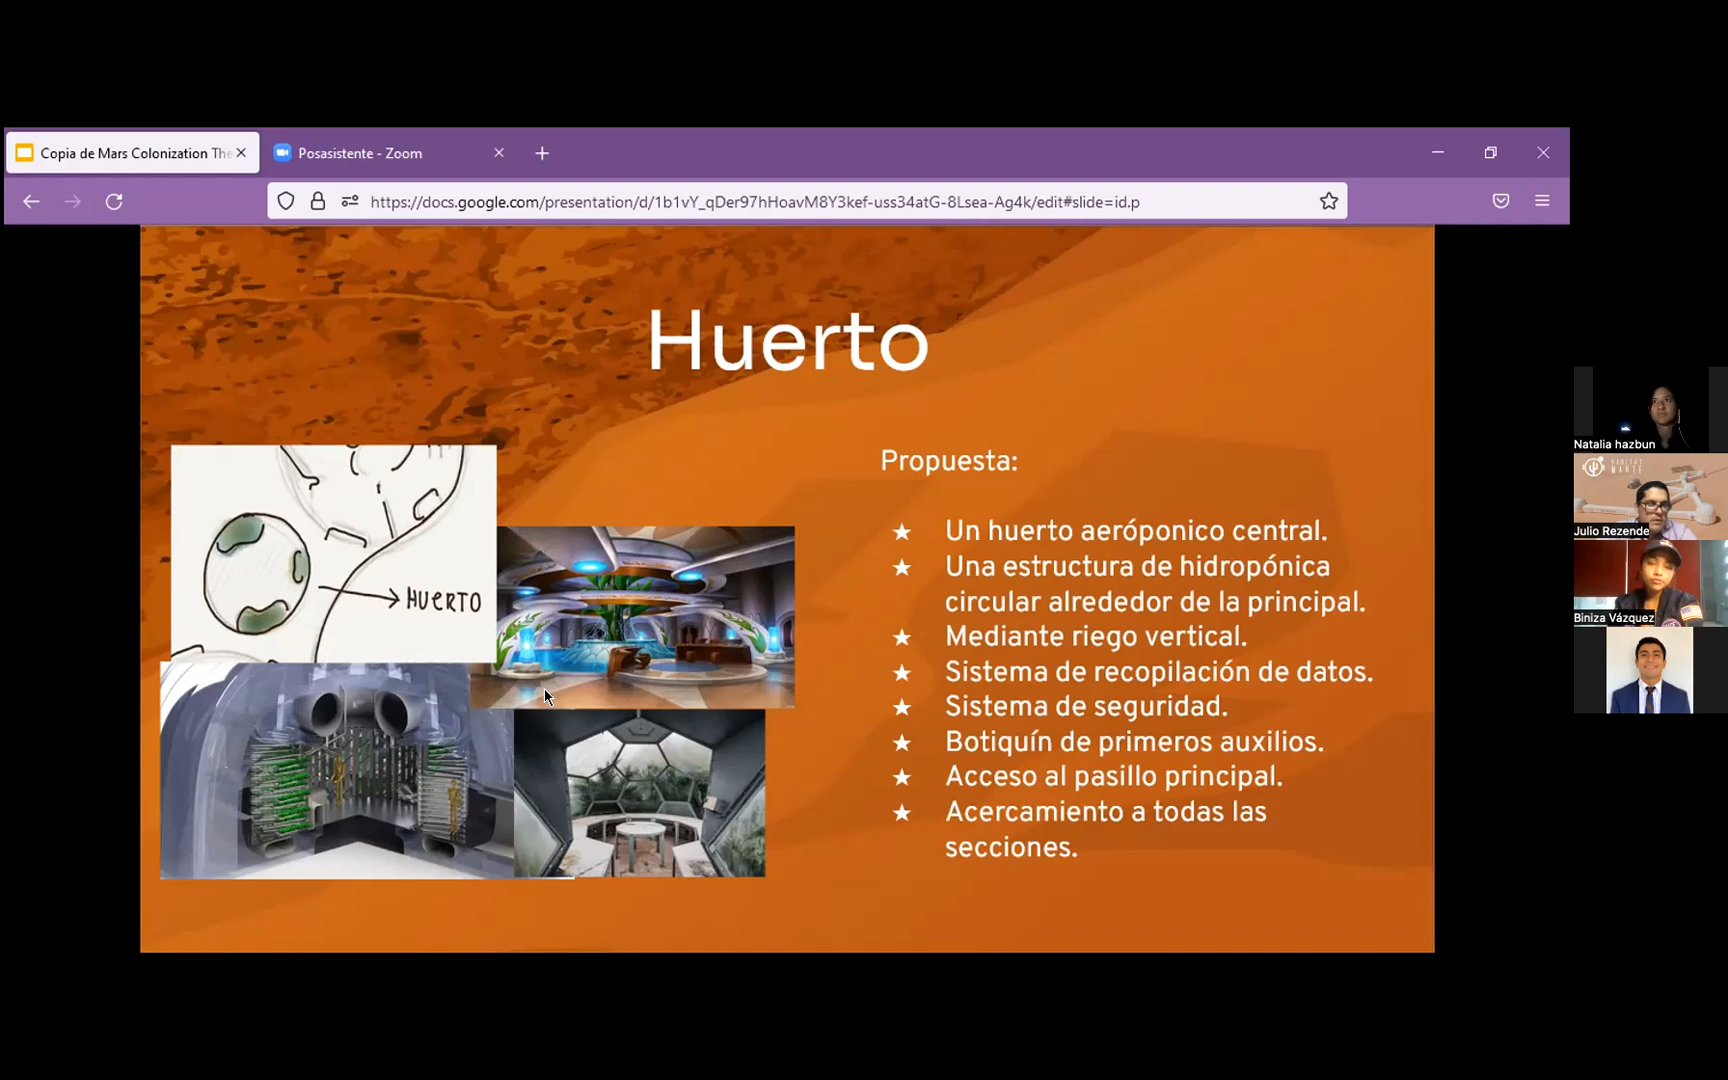 Copia de Mars Colonization The
Posasistente - Zoom
https://docs.google.com/presentation/d/1b1vY_qDer97hHoavM8Y3kef-uss34atG-8Lsea-Ag4k/edit#slide=id.p
Huerto
HUERTO
Propuesta:
★ Un huerto aeróponico central.
★ Una estructura de hidropónica
circular alrededor de la principal.
★ Mediante riego vertical.
★ Sistema de recopilación de datos.
★ Sistema de seguridad.
★ Botiquín de primeros auxilios.
★ Acceso al pasillo principal.
★ Acercamiento a todas las
secciones.
Natalia hazbun
HABITAT
MARTE
Julio Rezende
Biniza Vázquez